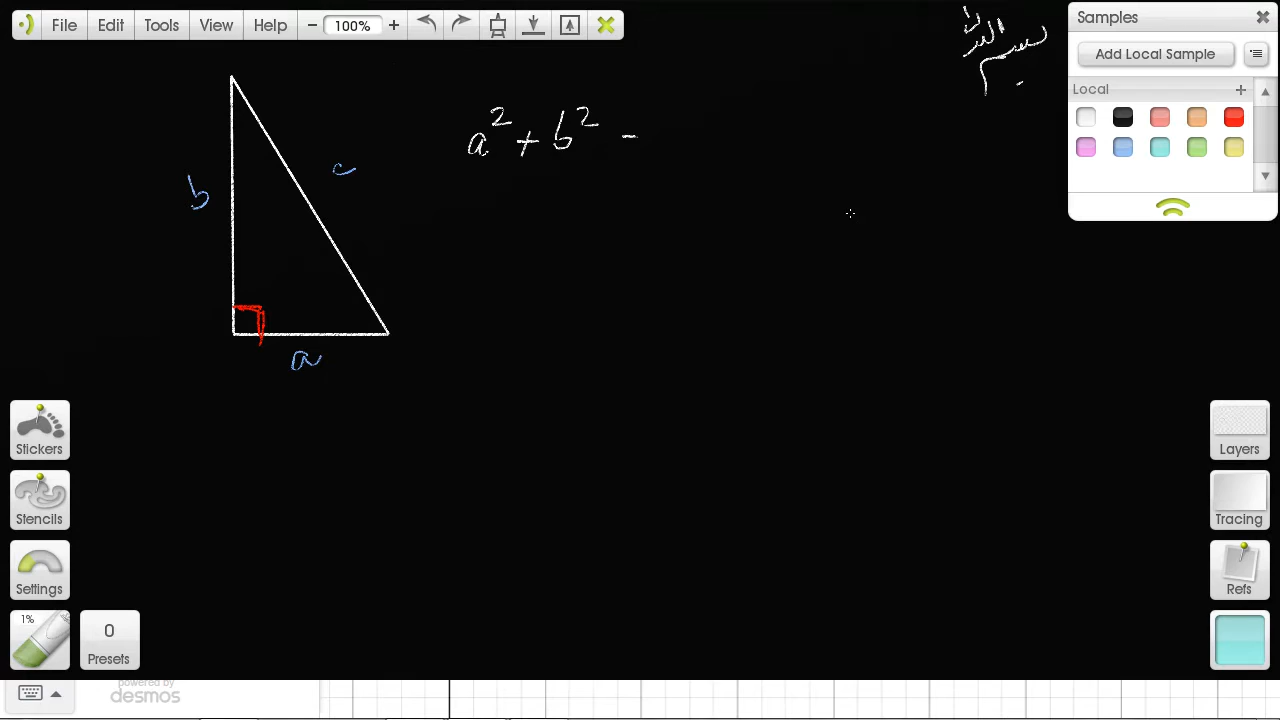 File Edit Tools View Help − 100% +
Samples
Add Local Sample
Local +
بسم الله
a² + b² -
b
c
a
Stickers
Stencils
Settings
1%
0
Presets
Layers
Tracing
Refs
powered by
desmos